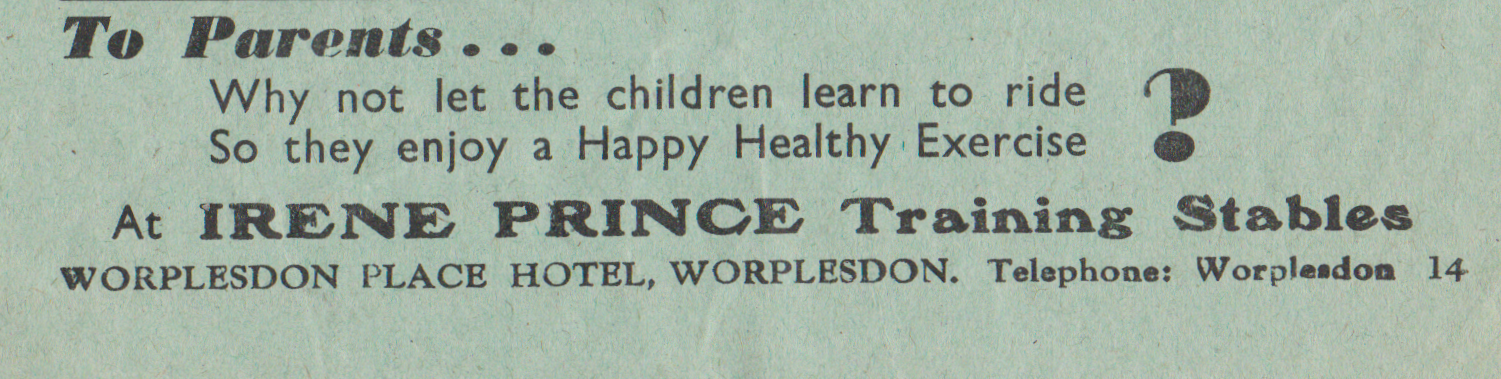 To Parents...
Why not let the children learn to ride
So they enjoy a Happy Healthy Exercise ?
At IRENE PRINCE Training Stables
WORPLESDON PLACE HOTEL, WORPLESDON. Telephone: Worplesdon 14